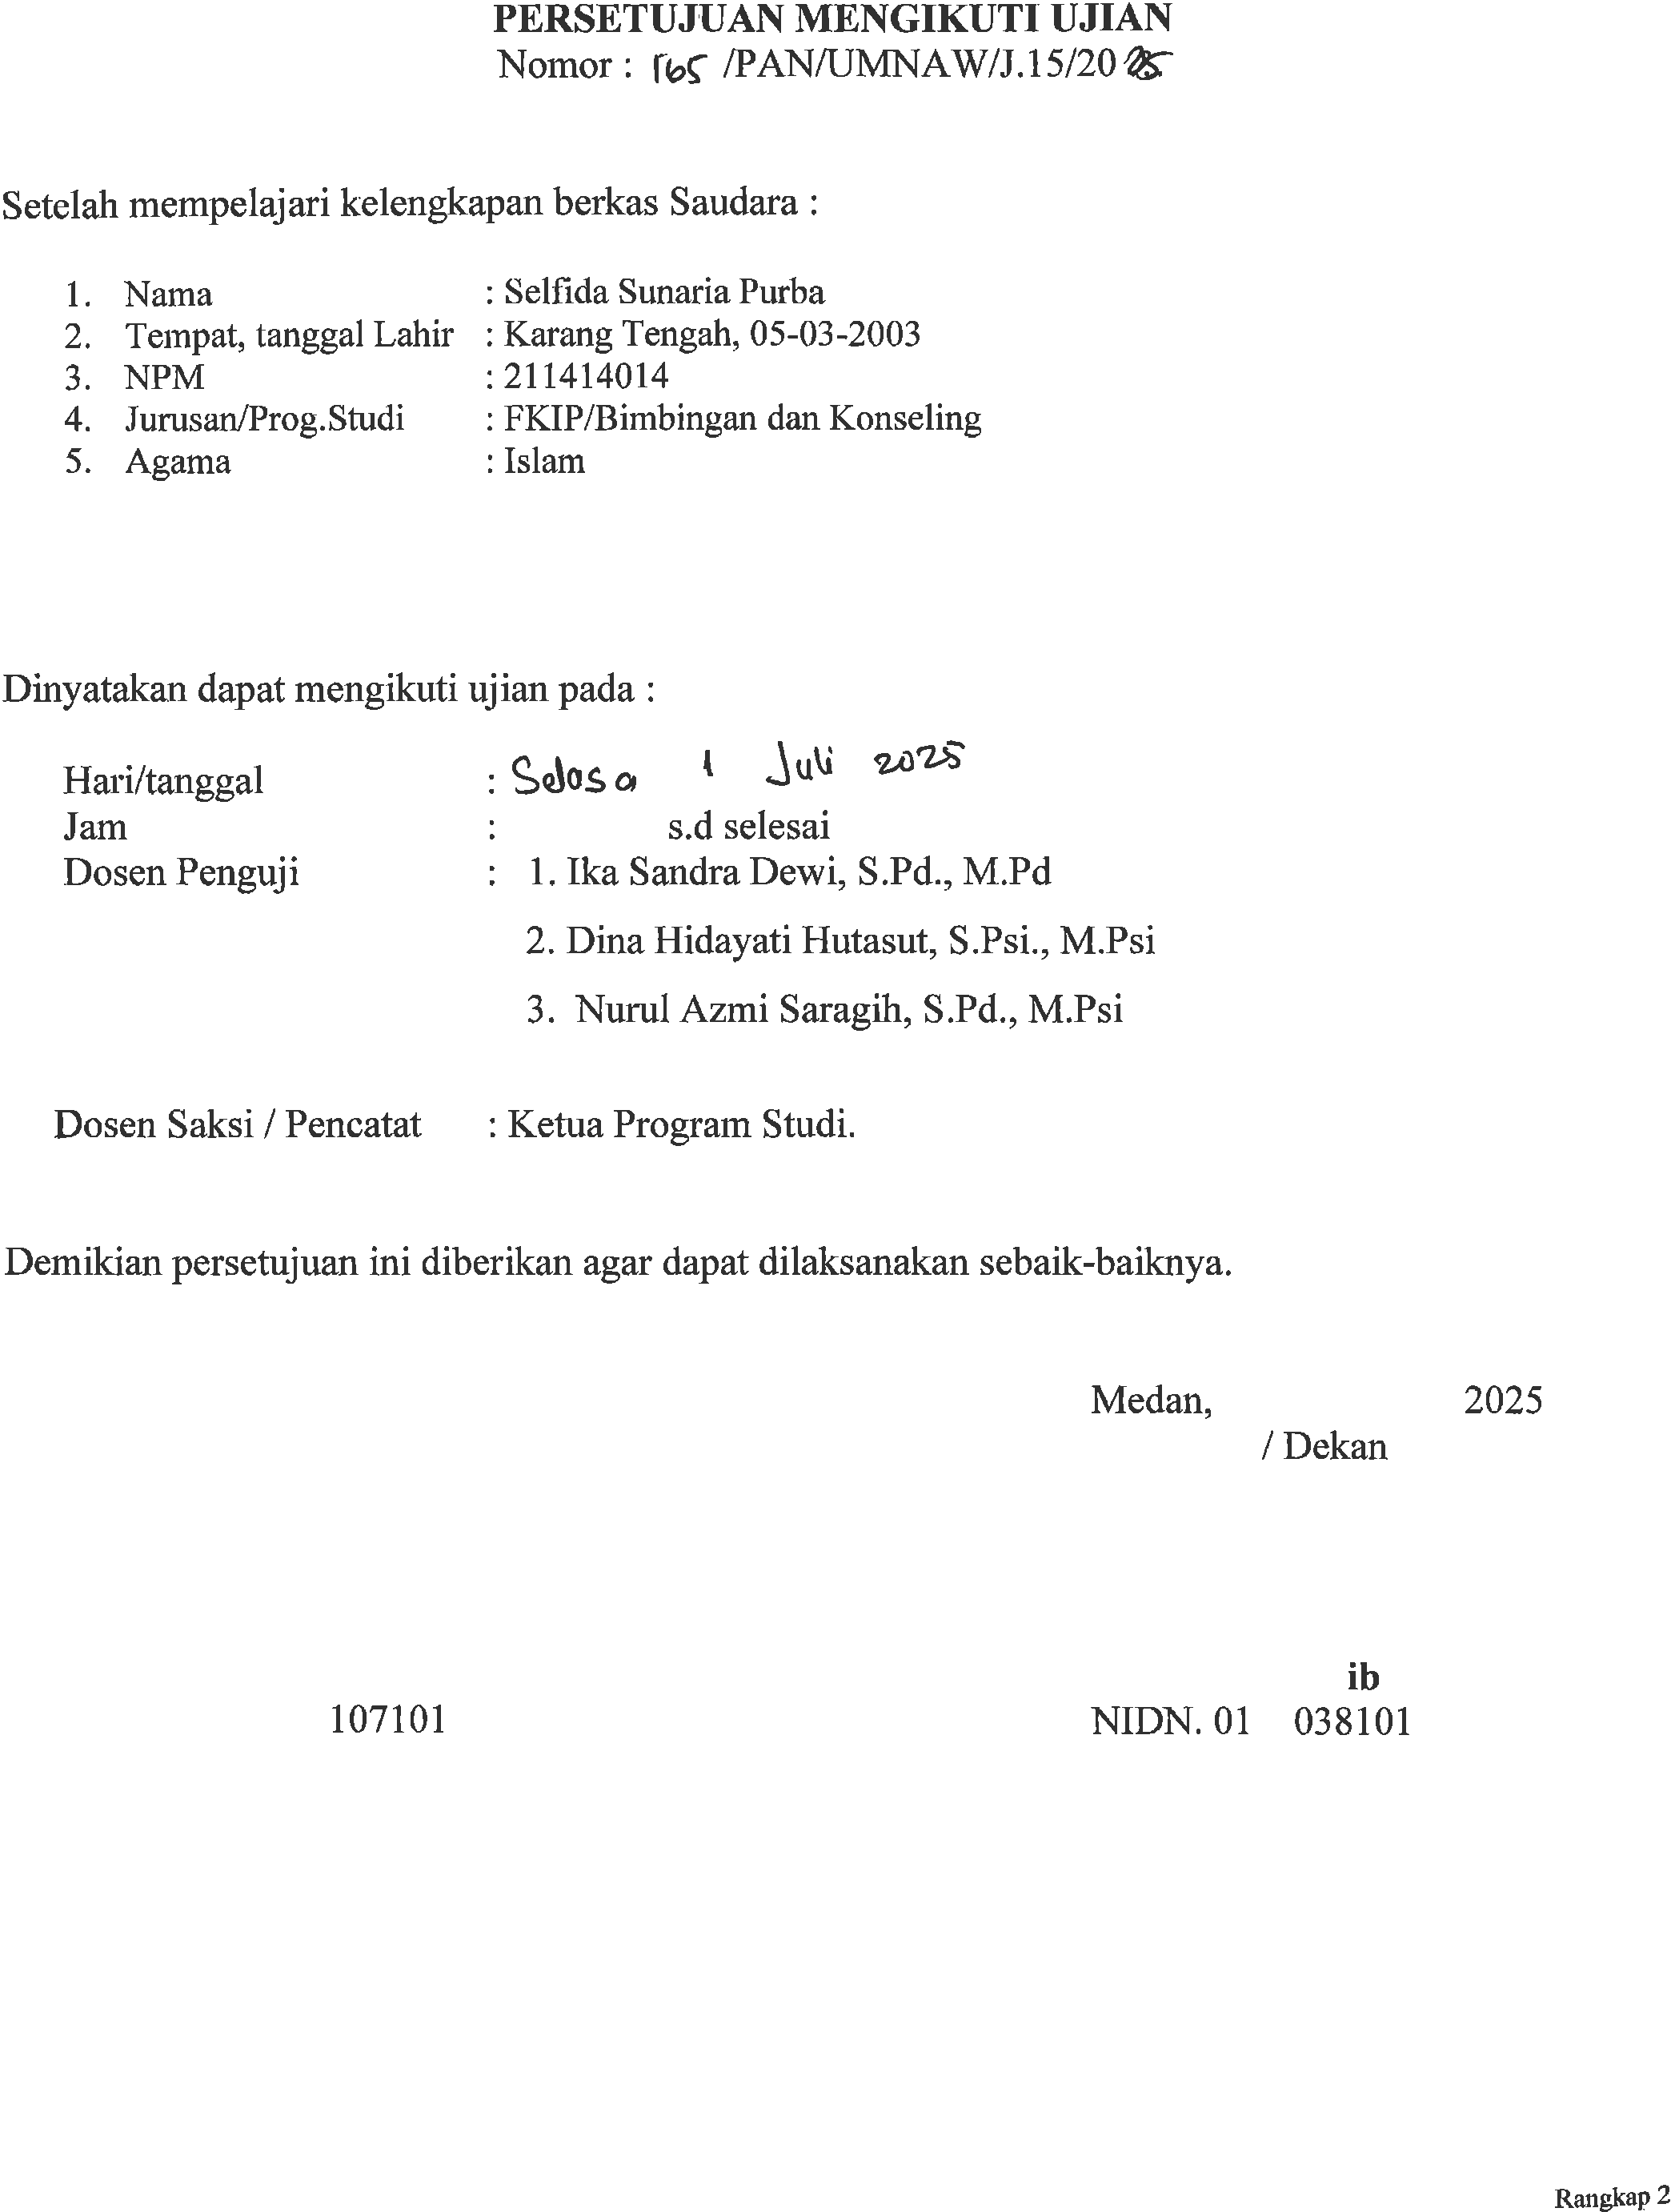 PERSETUJUAN MENGIKUTI UJIAN
Nomor : 165 /PAN/UMNAW/J.15/2025
Setelah mempelajari kelengkapan berkas Saudara :
1. Nama : Selfida Sunaria Purba
2. Tempat, tanggal Lahir : Karang Tengah, 05-03-2003
3. NPM : 211414014
4. Jurusan/Prog.Studi : FKIP/Bimbingan dan Konseling
5. Agama : Islam
Dinyatakan dapat mengikuti ujian pada :
Hari/tanggal : Selasa 1 Juli 2025
Jam : s.d selesai
Dosen Penguji : 1. Ika Sandra Dewi, S.Pd., M.Pd
2. Dina Hidayati Hutasut, S.Psi., M.Psi
3. Nurul Azmi Saragih, S.Pd., M.Psi
Dosen Saksi / Pencatat : Ketua Program Studi.
Demikian persetujuan ini diberikan agar dapat dilaksanakan sebaik-baiknya.
Medan, 2025
/ Dekan
ib
107101 NIDN. 01 038101
Rangkap 2